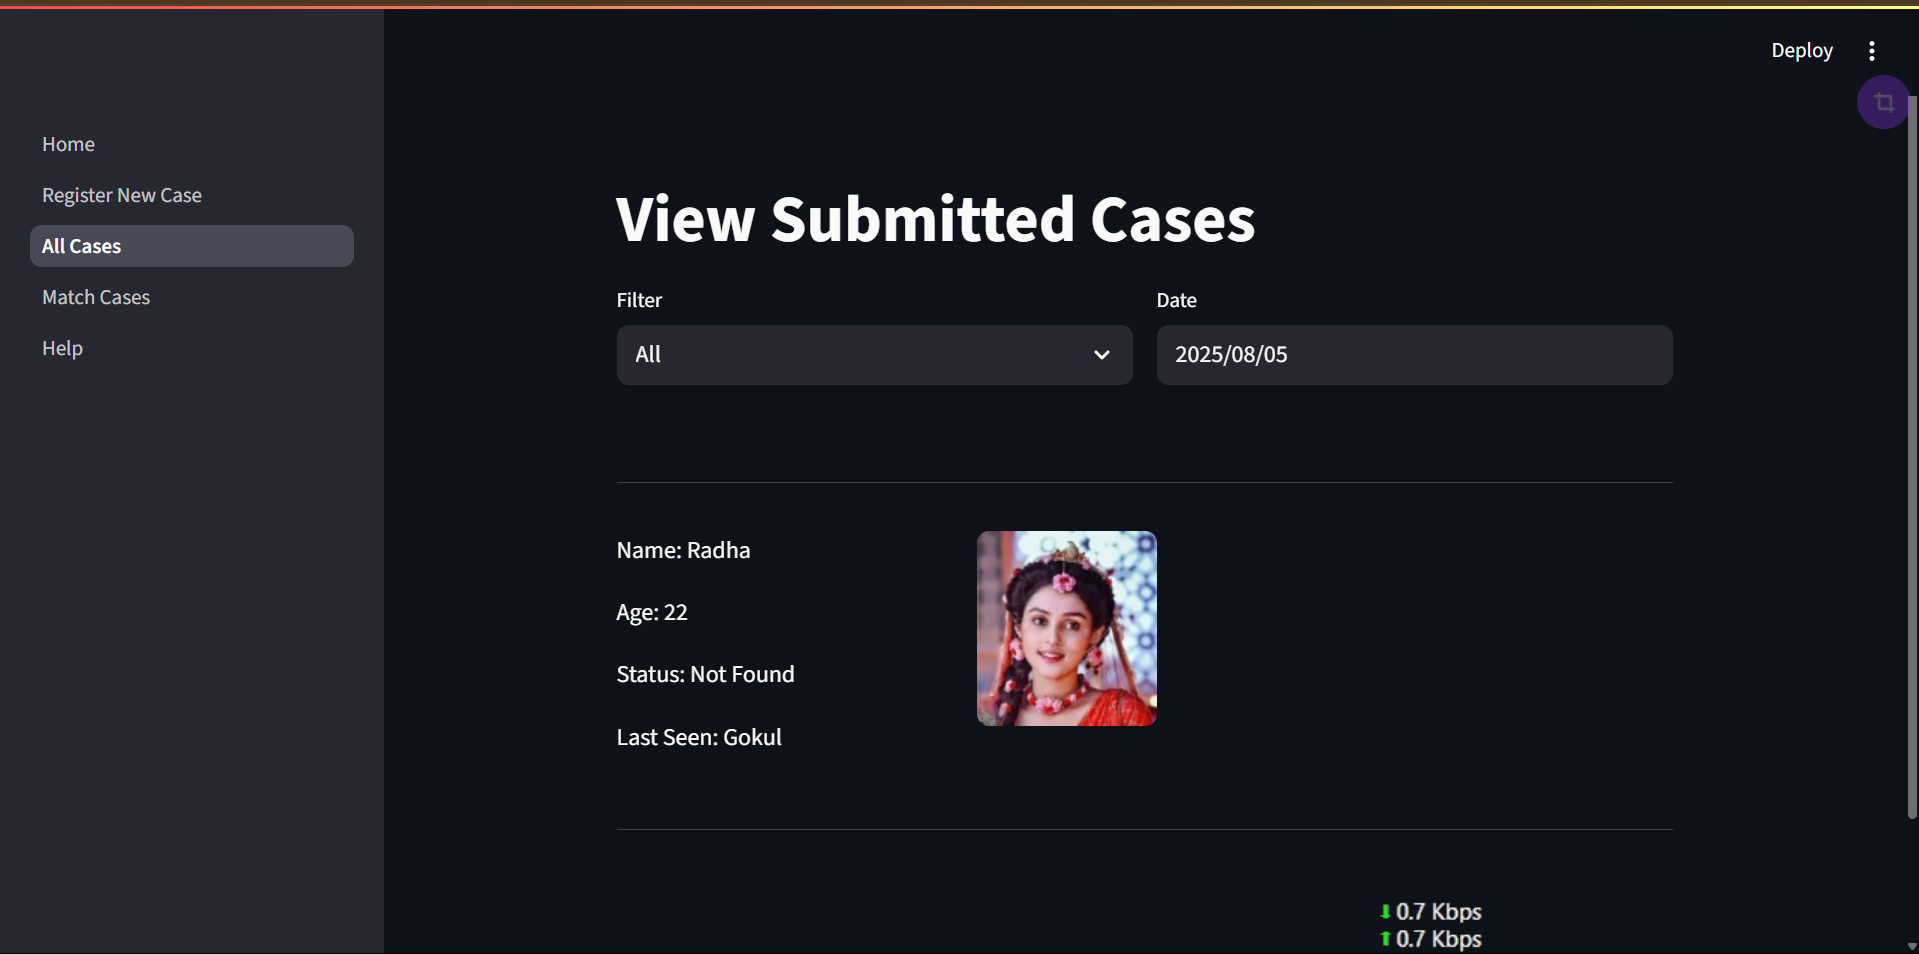 Deploy
Home
Register New Case
All Cases
Match Cases
Help
View Submitted Cases
Filter
Date
All
2025/08/05
Name: Radha
Age: 22
Status: Not Found
Last Seen: Gokul
0.7 Kbps
0.7 Kbps